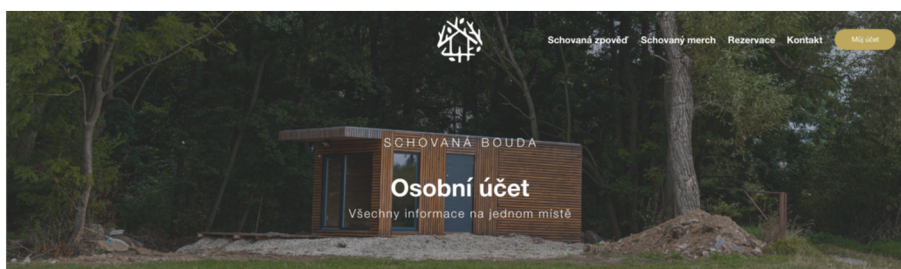 Schovaná zpověď Schovaný merch Rezervace Kontakt Můj účet
SCHOVANÁ BOUDA
Osobní účet
Všechny informace na jednom místě